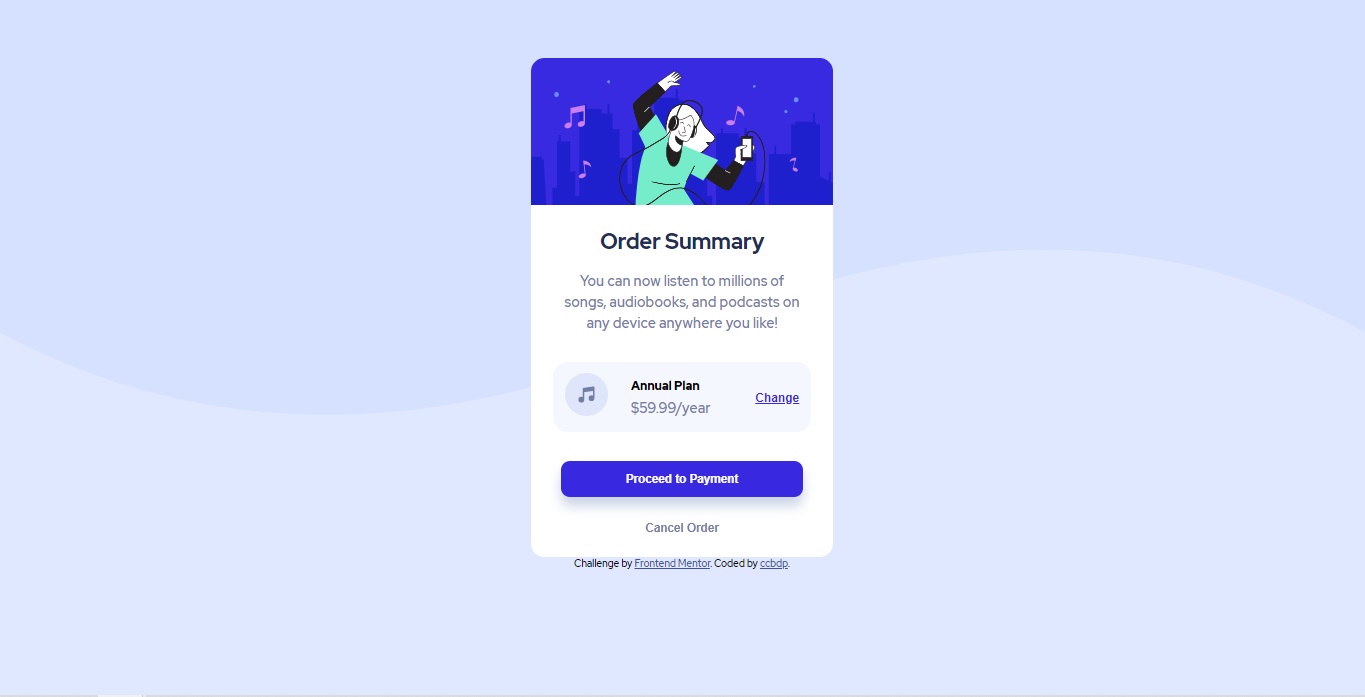 Order Summary
You can now listen to millions of
songs, audiobooks, and podcasts on
any device anywhere you like!
Annual Plan
$59.99/year
Change
Proceed to Payment
Cancel Order
Challenge by Frontend Mentor. Coded by ccbdp.